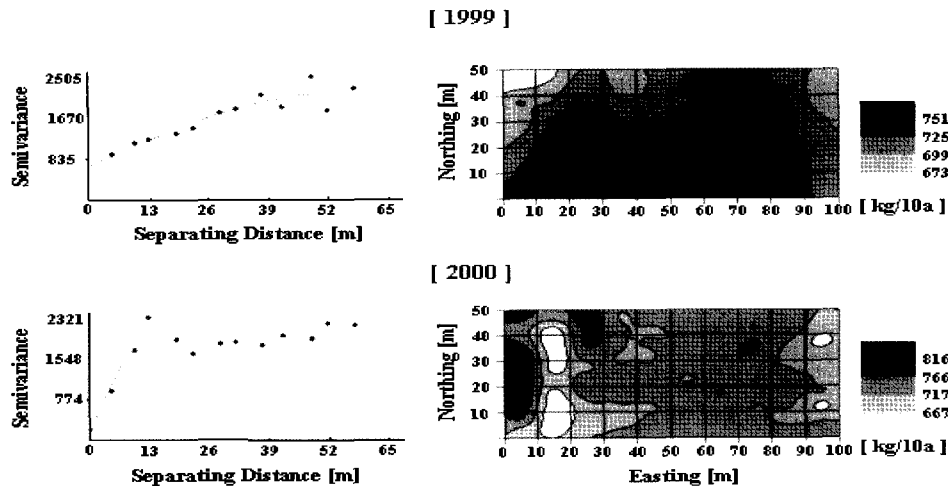 [ 1999 ]
2505
1670
835
Semivariance
0 13 26 39 52 65
Separating Distance [m]
50
40
30
20
10
Northing [m]
0 10 20 30 40 50 60 70 80 90 100
751
725
699
673
[ kg/10a ]
[ 2000 ]
2321
1548
774
Semivariance
0 13 26 39 52 65
Separating Distance [m]
50
40
30
20
10
Northing [m]
0 10 20 30 40 50 60 70 80 90 100
Easting [m]
816
766
717
667
[ kg/10a ]